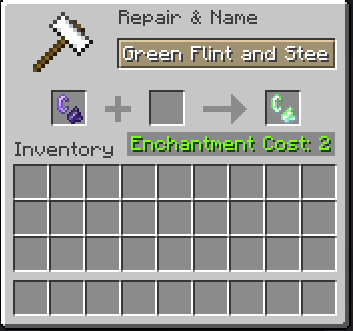 Repair & Name
Green Flint and Stee
Enchantment Cost: 2
Inventory